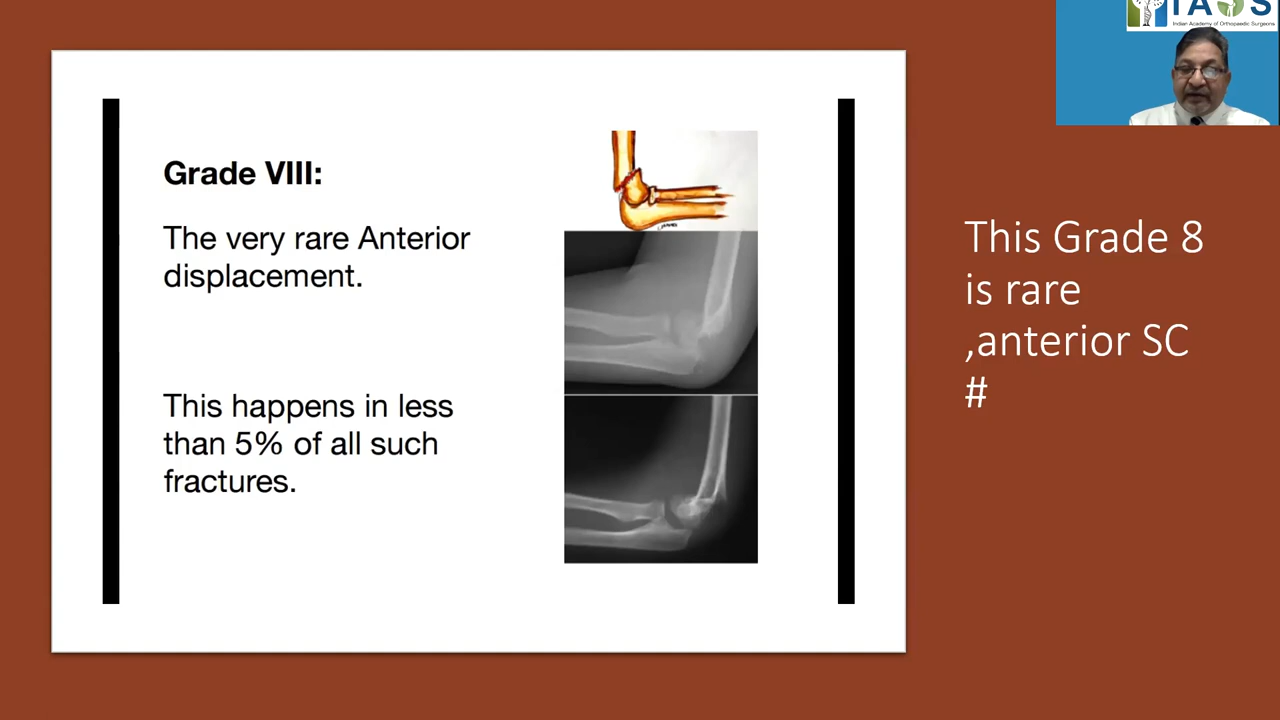 Grade VIII:
The very rare Anterior
displacement.
This happens in less
than 5% of all such
fractures.
IAOS
Indian Academy of Orthopaedic Surgeons
This Grade 8
is rare
,anterior SC
#